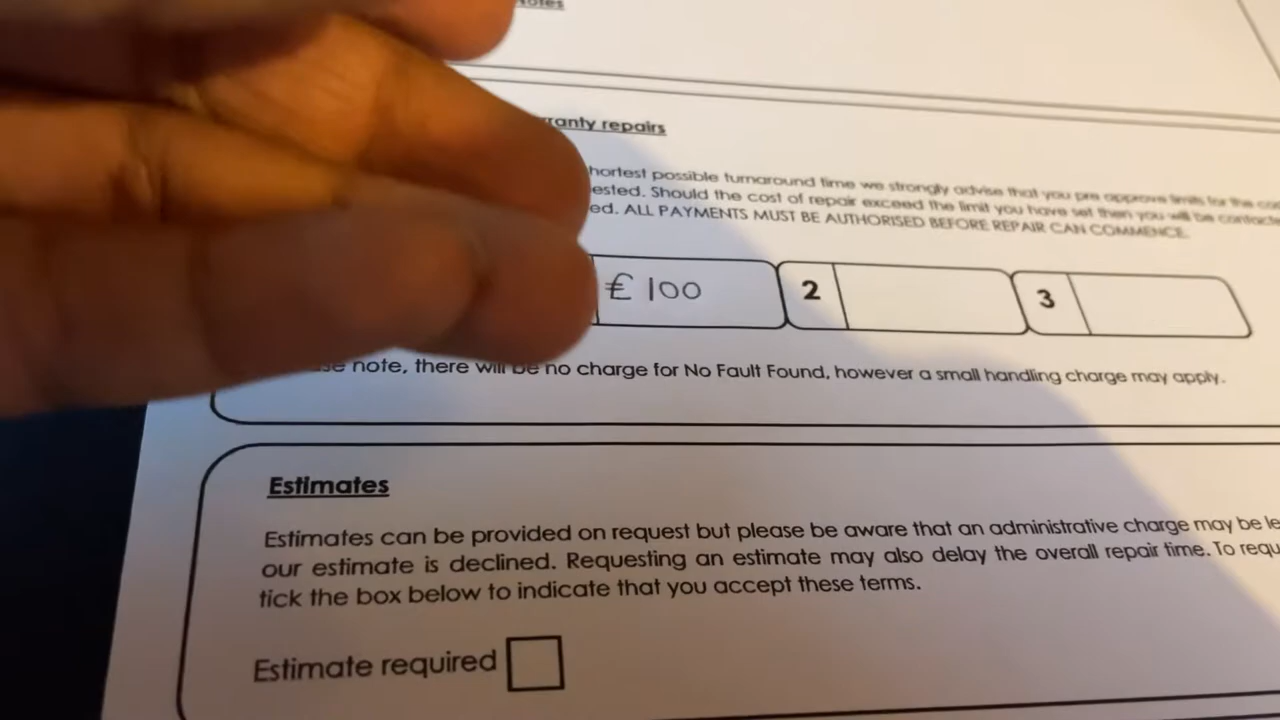 Notes
ranty repairs
hortest possible turnaround time we strongly advise that you pre approve limits for the
ested. Should the cost of repair exceed the limit you have set then you will be
ed. ALL PAYMENTS MUST BE AUTHORISED BEFORE REPAIR CAN COMMENCE.
£ 100 2 3
se note, there will be no charge for No Fault Found, however a small handling charge may apply.
Estimates
Estimates can be provided on request but please be aware that an administrative charge may be le
our estimate is declined. Requesting an estimate may also delay the overall repair time. To requ
tick the box below to indicate that you accept these terms.
Estimate required